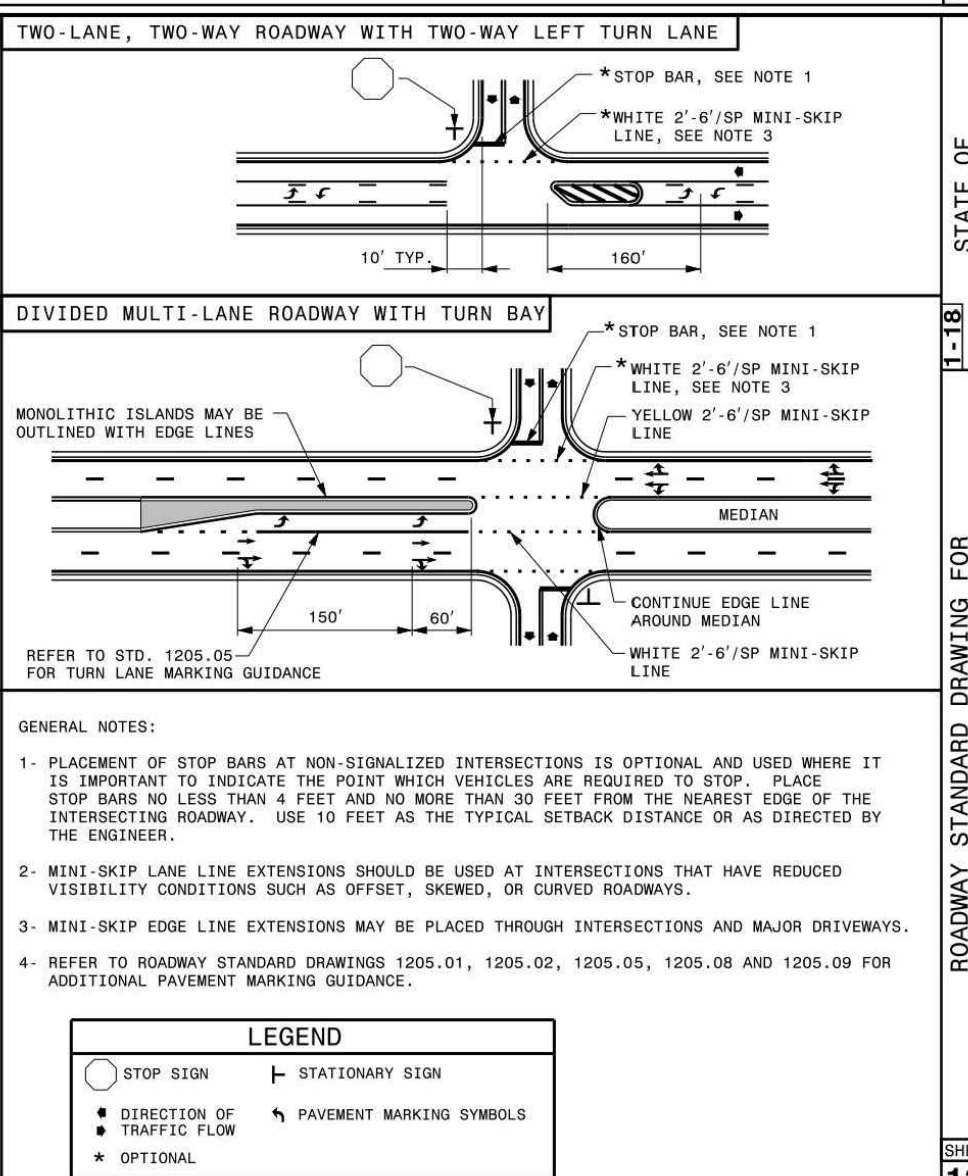 TWO-LANE, TWO-WAY ROADWAY WITH TWO-WAY LEFT TURN LANE
*STOP BAR, SEE NOTE 1
*WHITE 2'-6'/SP MINI-SKIP
LINE, SEE NOTE 3
10' TYP.
160'
DIVIDED MULTI-LANE ROADWAY WITH TURN BAY
*STOP BAR, SEE NOTE 1
*WHITE 2'-6'/SP MINI-SKIP
LINE, SEE NOTE 3
MONOLITHIC ISLANDS MAY BE
OUTLINED WITH EDGE LINES
YELLOW 2'-6'/SP MINI-SKIP
LINE
MEDIAN
150'
60'
CONTINUE EDGE LINE
AROUND MEDIAN
REFER TO STD. 1205.05
FOR TURN LANE MARKING GUIDANCE
WHITE 2'-6'/SP MINI-SKIP
LINE
GENERAL NOTES:
1- PLACEMENT OF STOP BARS AT NON-SIGNALIZED INTERSECTIONS IS OPTIONAL AND USED WHERE IT
IS IMPORTANT TO INDICATE THE POINT WHICH VEHICLES ARE REQUIRED TO STOP. PLACE
STOP BARS NO LESS THAN 4 FEET AND NO MORE THAN 30 FEET FROM THE NEAREST EDGE OF THE
INTERSECTING ROADWAY. USE 10 FEET AS THE TYPICAL SETBACK DISTANCE OR AS DIRECTED BY
THE ENGINEER.
2- MINI-SKIP LANE LINE EXTENSIONS SHOULD BE USED AT INTERSECTIONS THAT HAVE REDUCED
VISIBILITY CONDITIONS SUCH AS OFFSET, SKEWED, OR CURVED ROADWAYS.
3- MINI-SKIP EDGE LINE EXTENSIONS MAY BE PLACED THROUGH INTERSECTIONS AND MAJOR DRIVEWAYS.
4- REFER TO ROADWAY STANDARD DRAWINGS 1205.01, 1205.02, 1205.05, 1205.08 AND 1205.09 FOR
ADDITIONAL PAVEMENT MARKING GUIDANCE.
LEGEND
STOP SIGN
STATIONARY SIGN
DIRECTION OF
TRAFFIC FLOW
PAVEMENT MARKING SYMBOLS
* OPTIONAL
STATE OF
1-18
ROADWAY STANDARD DRAWING FOR